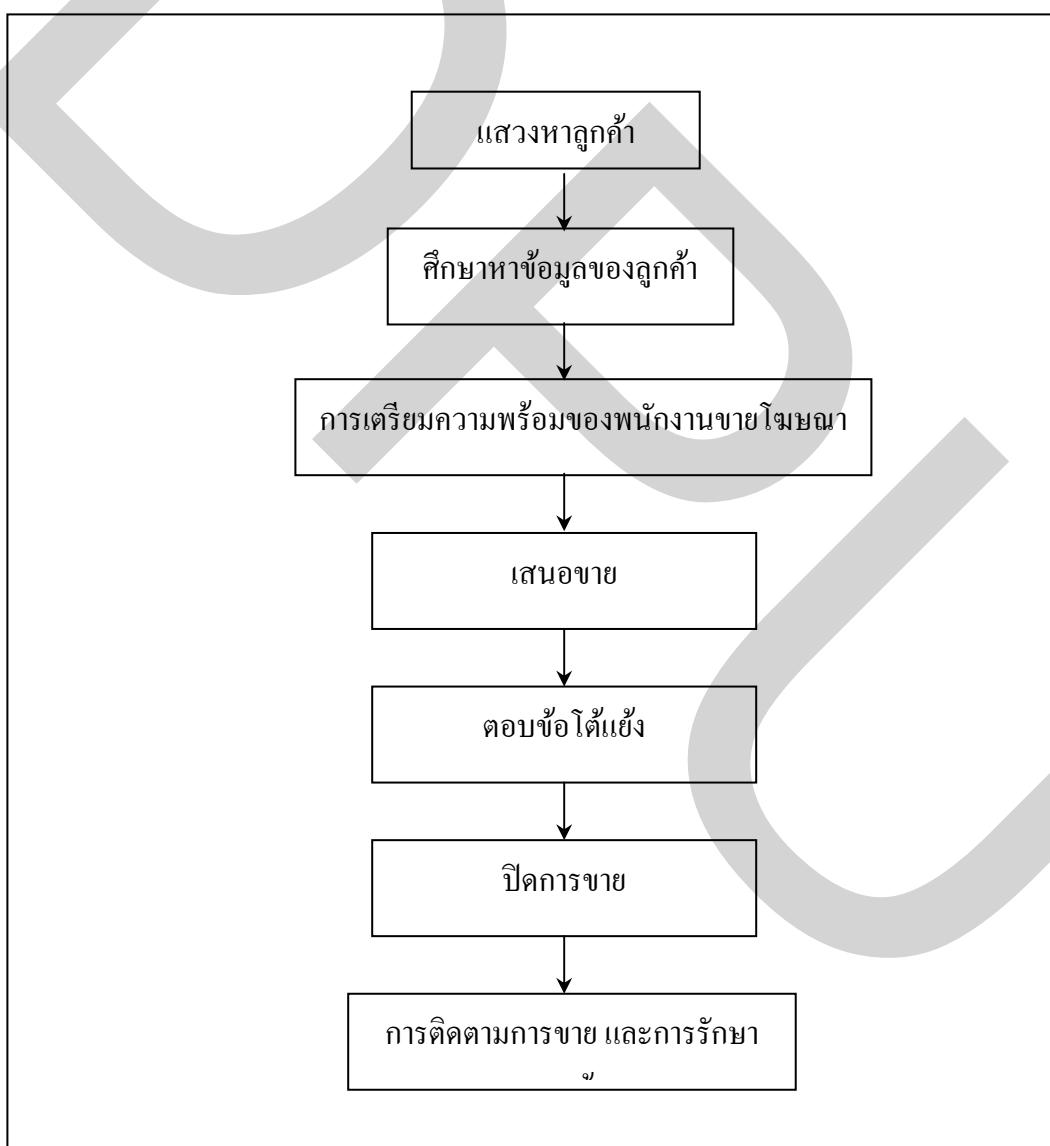 แสวงหาลูกค้า
ศึกษาหาข้อมูลของลูกค้า
การเตรียมความพร้อมของพนักงานขายโฆษณา
เสนอขาย
ตอบข้อโต้แย้ง
ปิดการขาย
การติดตามการขาย และการรักษา
DPU